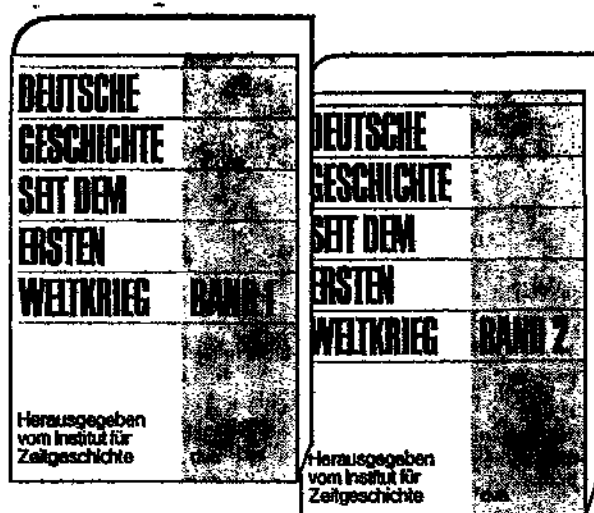 DEUTSCHE
GESCHICHTE
SEIT DEM
ERSTEN
WELTKRIEG BAND 1
Herausgegeben
vom Institut für
Zeitgeschichte
DEUTSCHE
GESCHICHTE
SEIT DEM
ERSTEN
WELTKRIEG BAND 2
Herausgegeben
vom Institut für
Zeitgeschichte